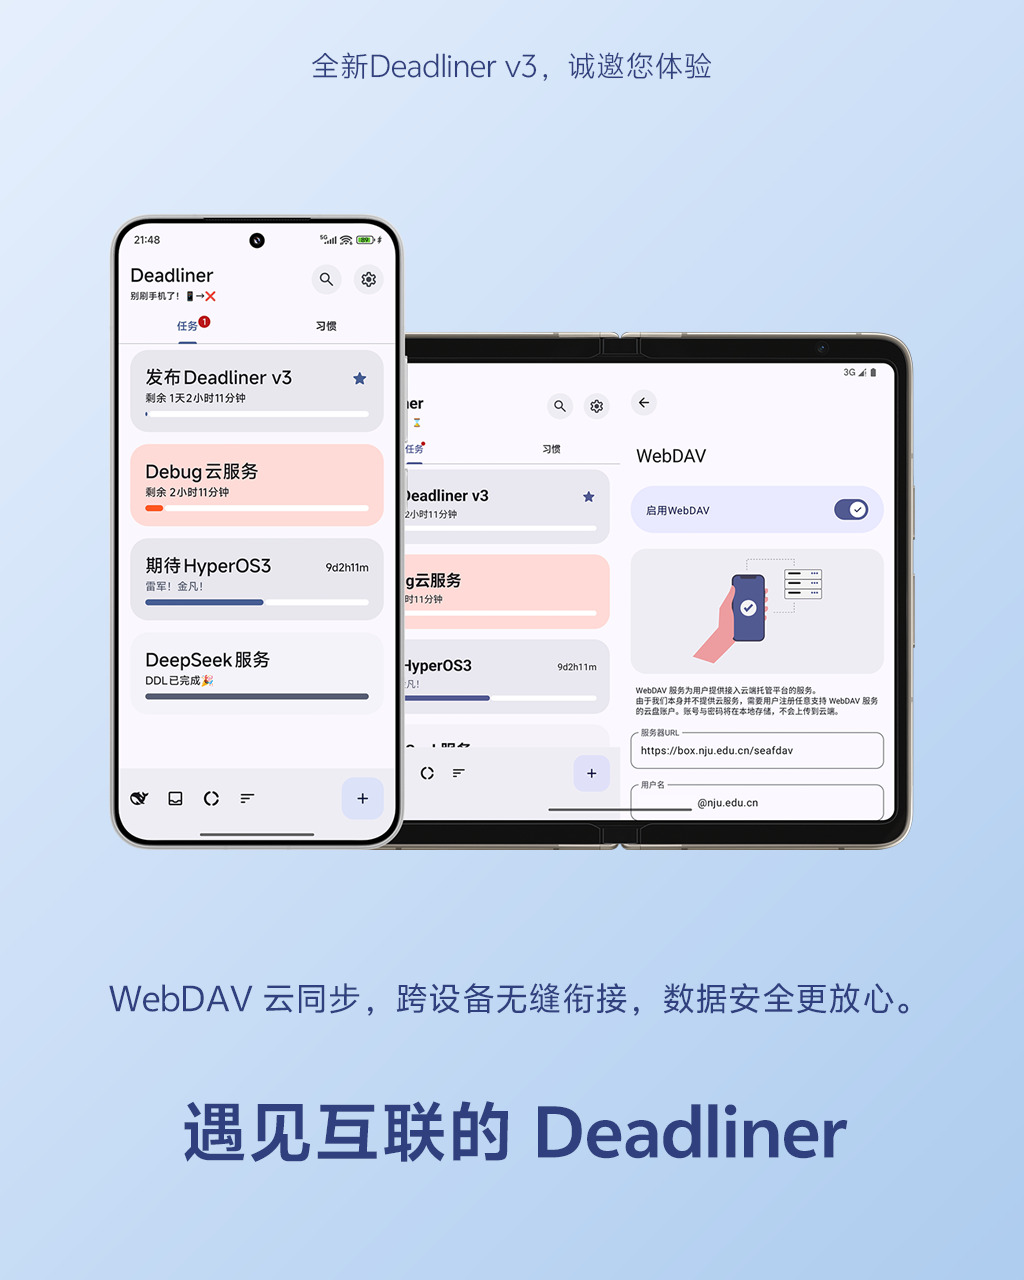 全新Deadliner v3，诚邀您体验
21:48
5G
Deadliner
别刷手机了！📱→❌
任务
1
习惯
发布Deadliner v3
剩余 1天2小时11分钟
Debug云服务
剩余 2小时11分钟
期待HyperOS3
9d2h11m
雷军！金凡！
DeepSeek服务
DDL已完成🎉
3G
ner
任务
习惯
Deadliner v3
2小时11分钟
g云服务
时11分钟
HyperOS3
9d2h11m
凡！
WebDAV
启用WebDAV
WebDAV 服务为用户提供接入云端托管平台的服务。
由于我们本身并不提供云服务，需要用户注册任意支持 WebDAV 服务
的云盘账户。账号与密码将在本地存储，不会上传到云端。
服务器URL
https://box.nju.edu.cn/seafdav
用户名
@nju.edu.cn
WebDAV 云同步，跨设备无缝衔接，数据安全更放心。
遇见互联的 Deadliner